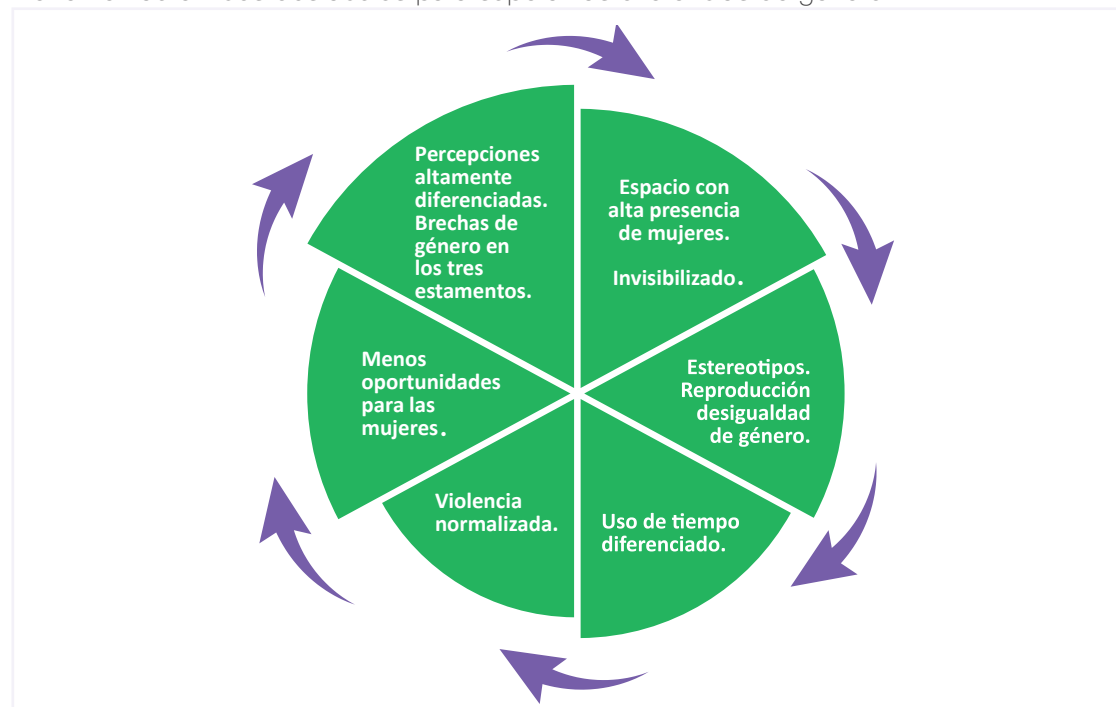 Percepciones
altamente
diferenciadas.
Brechas de
género en
los tres
estamentos.
Espacio con
alta presencia
de mujeres.
Invisibilizado.
Estereotipos.
Reproducción
desigualdad
de género.
Uso de tiempo
diferenciado.
Violencia
normalizada.
Menos
oportunidades
para las
mujeres.